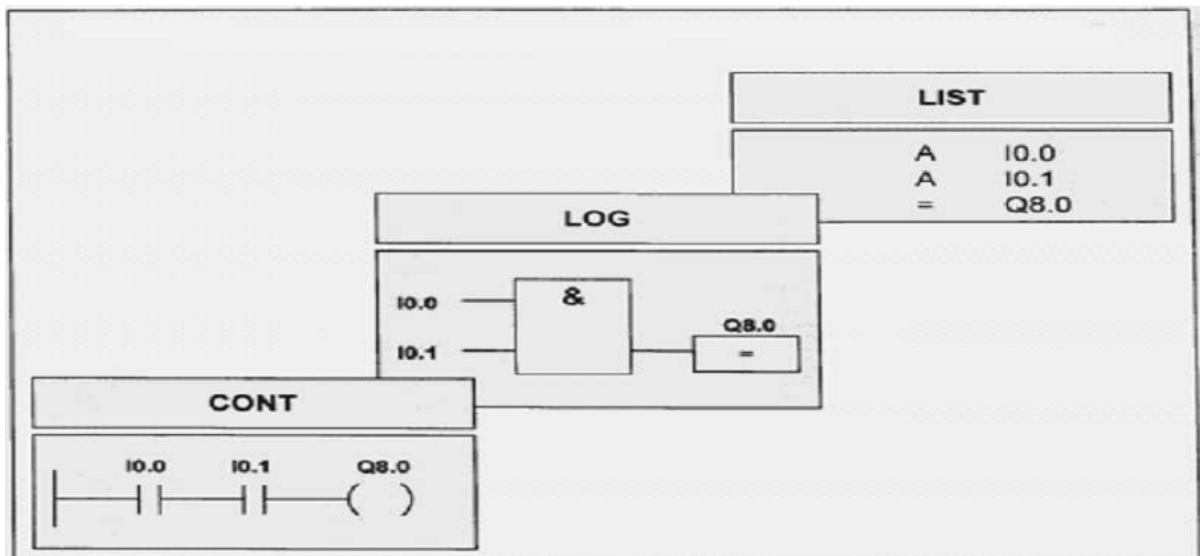 LIST
A I0.0
A I0.1
= Q8.0
LOG
I0.0
&
I0.1
Q8.0
=
CONT
I0.0 I0.1 Q8.0
( )